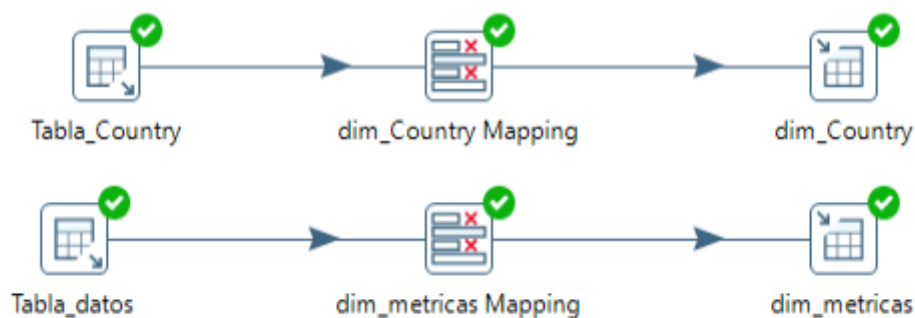 Tabla_Country
dim_Country Mapping
dim_Country
Tabla_datos
dim_metricas Mapping
dim_metricas